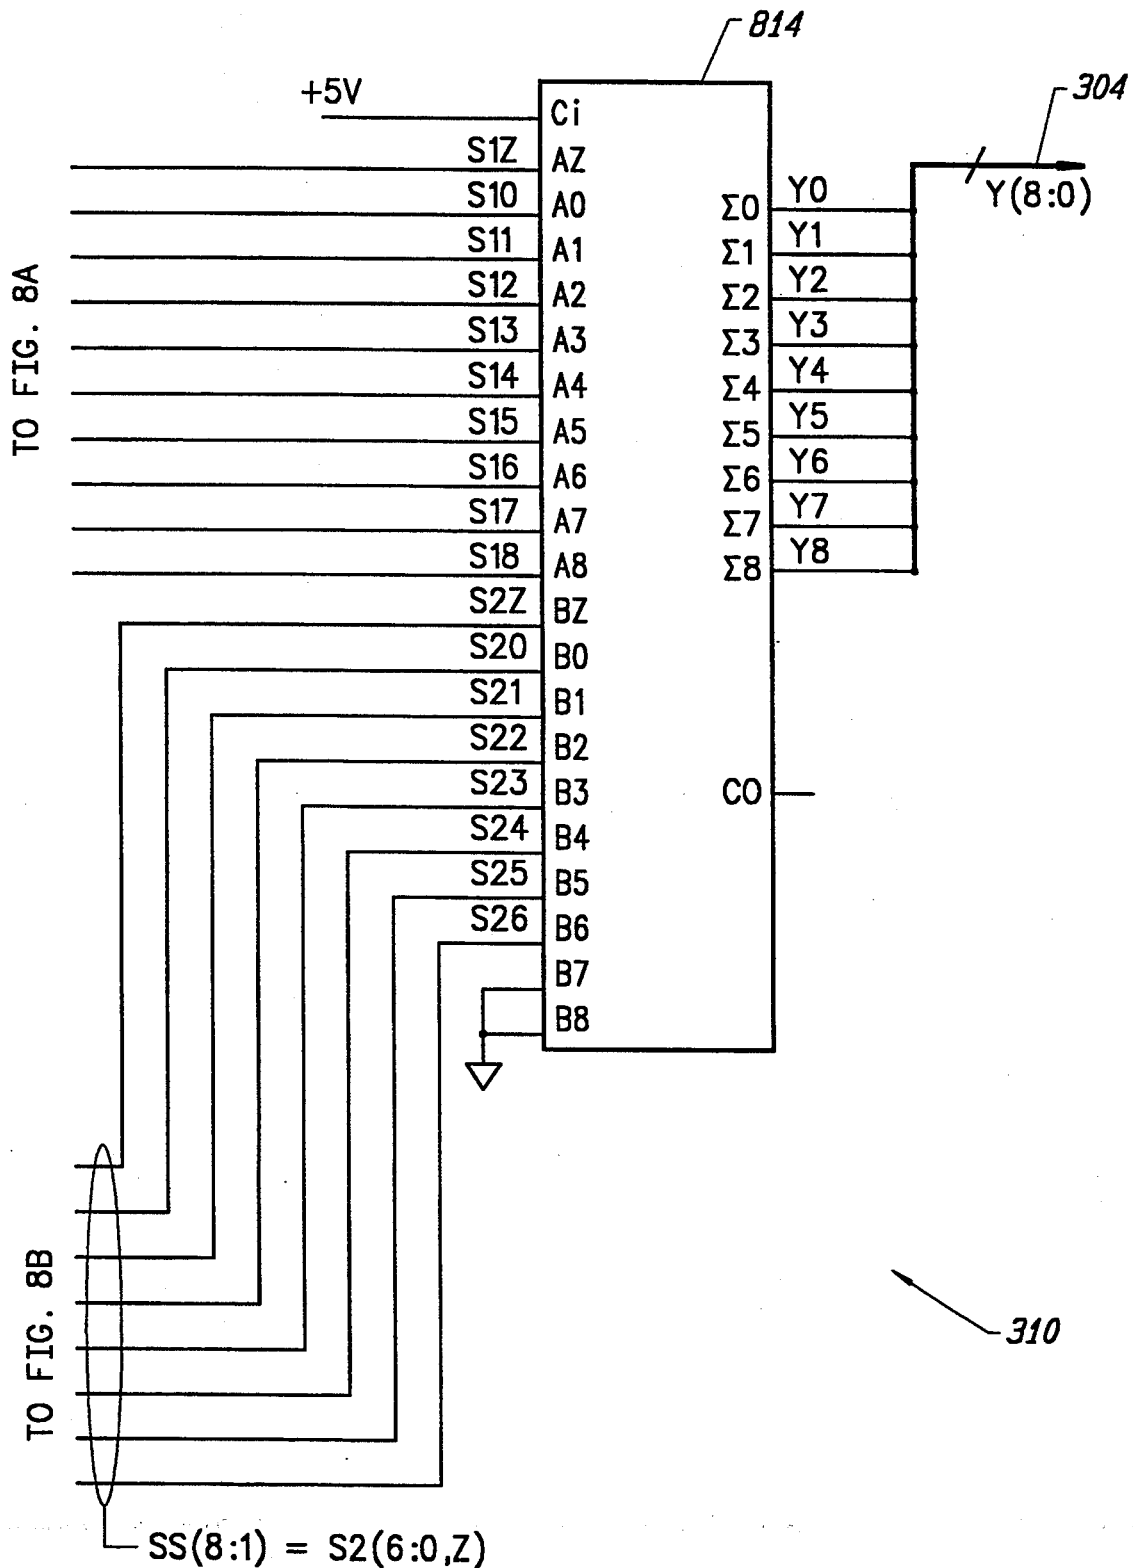 814
304
+5V
Ci
S1Z AZ
S10 A0
S11 A1
S12 A2
S13 A3
S14 A4
S15 A5
S16 A6
S17 A7
S18 A8
S2Z BZ
S20 B0
S21 B1
S22 B2
S23 B3
S24 B4
S25 B5
S26 B6
B7
B8
Y(8:0)
Σ0 Y0
Σ1 Y1
Σ2 Y2
Σ3 Y3
Σ4 Y4
Σ5 Y5
Σ6 Y6
Σ7 Y7
Σ8 Y8
CO
TO FIG. 8A
TO FIG. 8B
310
SS(8:1) = S2(6:0,Z)